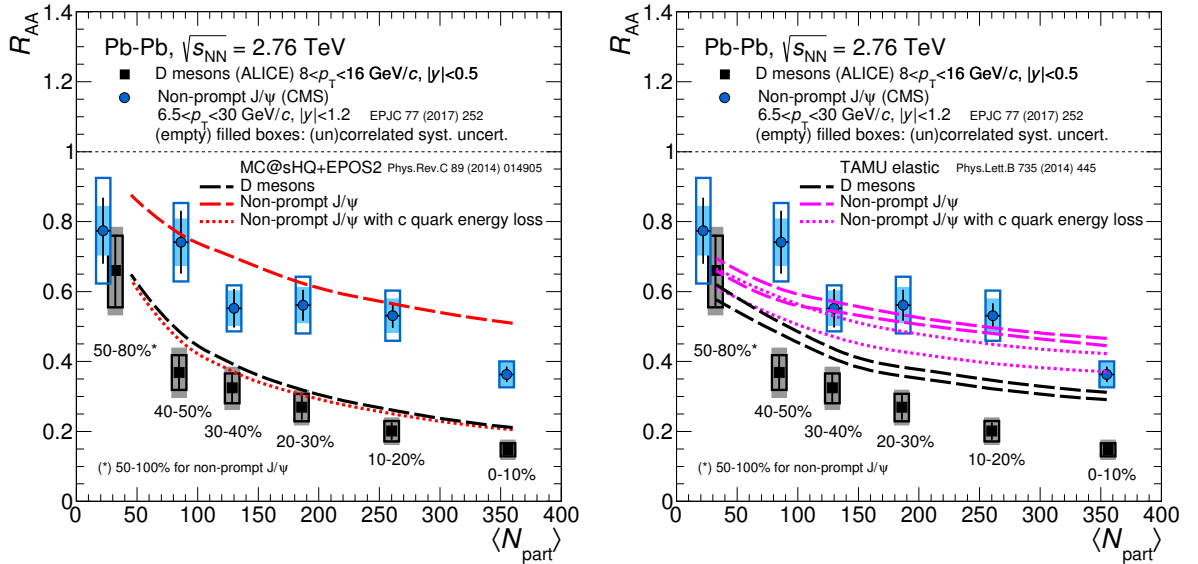 R_AA
1.4
1.2
1
0.8
0.6
0.4
0.2
0
Pb-Pb, √s_NN = 2.76 TeV
D mesons (ALICE) 8<p_T<16 GeV/c, |y|<0.5
Non-prompt J/ψ (CMS)
6.5<p_T<30 GeV/c, |y|<1.2 EPJC 77 (2017) 252
(empty) filled boxes: (un)correlated syst. uncert.
MC@sHQ+EPOS2 Phys.Rev.C 89 (2014) 014905
D mesons
Non-prompt J/ψ
Non-prompt J/ψ with c quark energy loss
50-80%*
40-50%
30-40%
20-30%
10-20%
0-10%
(*) 50-100% for non-prompt J/ψ
0 50 100 150 200 250 300 350 400
⟨N_part⟩
R_AA
1.4
1.2
1
0.8
0.6
0.4
0.2
0
Pb-Pb, √s_NN = 2.76 TeV
D mesons (ALICE) 8<p_T<16 GeV/c, |y|<0.5
Non-prompt J/ψ (CMS)
6.5<p_T<30 GeV/c, |y|<1.2 EPJC 77 (2017) 252
(empty) filled boxes: (un)correlated syst. uncert.
TAMU elastic Phys.Lett.B 735 (2014) 445
D mesons
Non-prompt J/ψ
Non-prompt J/ψ with c quark energy loss
50-80%*
40-50%
30-40%
20-30%
10-20%
0-10%
(*) 50-100% for non-prompt J/ψ
0 50 100 150 200 250 300 350 400
⟨N_part⟩